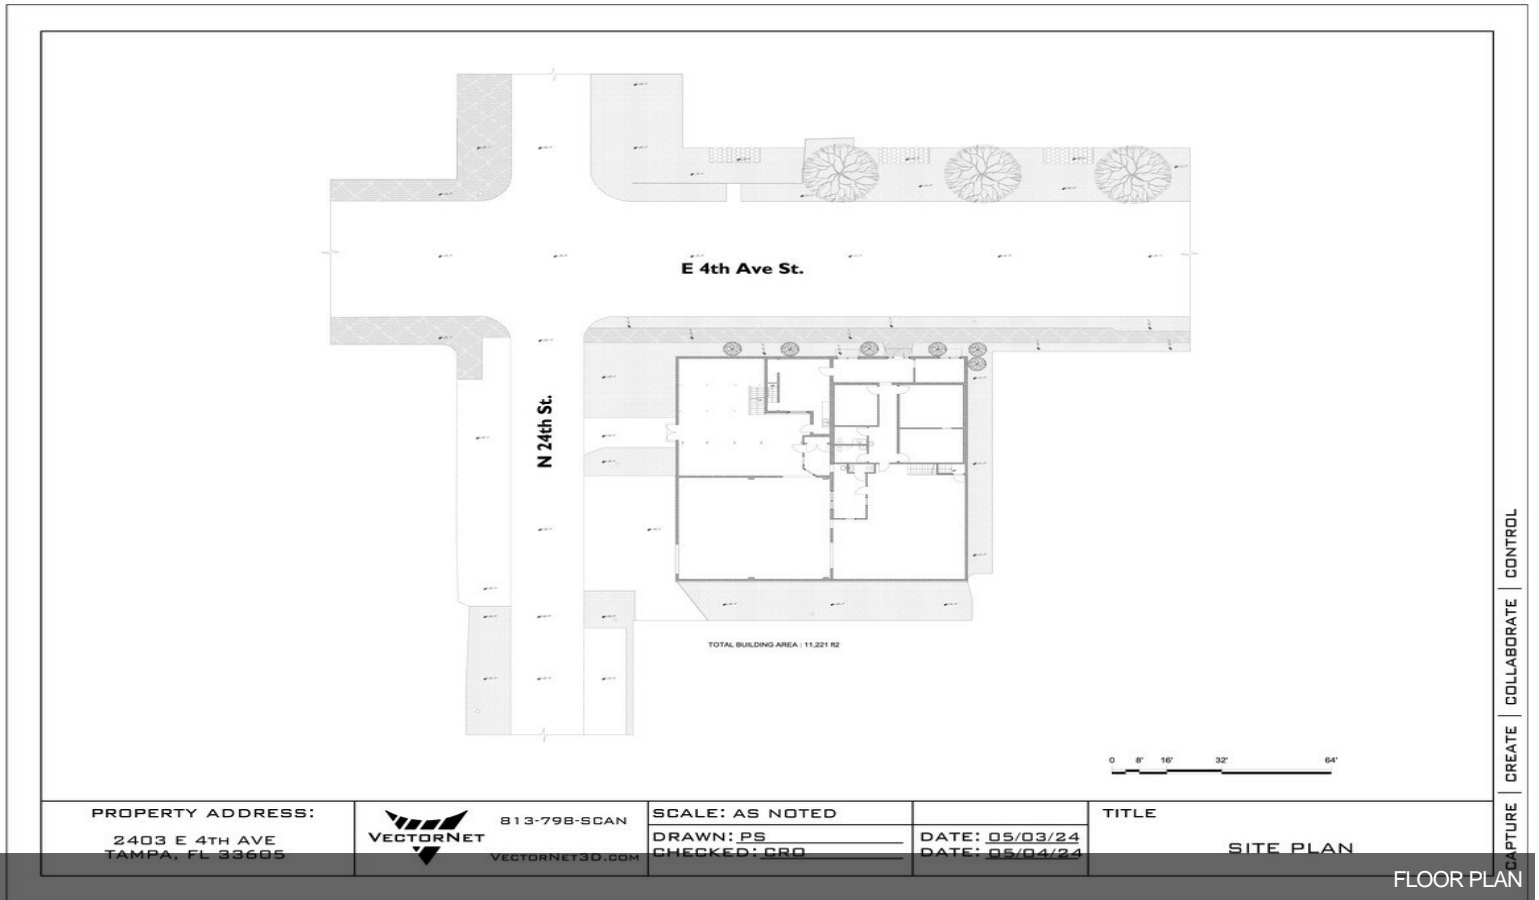 E 4th Ave St.
N 24th St.
TOTAL BUILDING AREA : 11,221 ft2
0 8' 16' 32' 64'
CAPTURE | CREATE | COLLABORATE | CONTROL
PROPERTY ADDRESS:
2403 E 4TH AVE
TAMPA, FL 33605
VECTORNET
813-798-SCAN
VECTORNET3D.COM
SCALE: AS NOTED
DRAWN: PS
CHECKED: CRO
DATE: 05/03/24
DATE: 05/04/24
TITLE
SITE PLAN
FLOOR PLAN